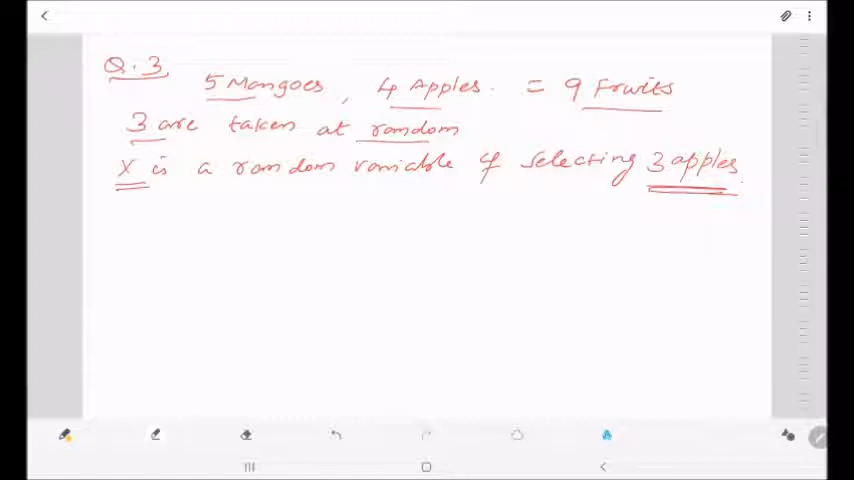 Q.3
5 Mangoes, 4 Apples. = 9 Fruits
3 are taken at random
X is a random variable of selecting 3 apples.